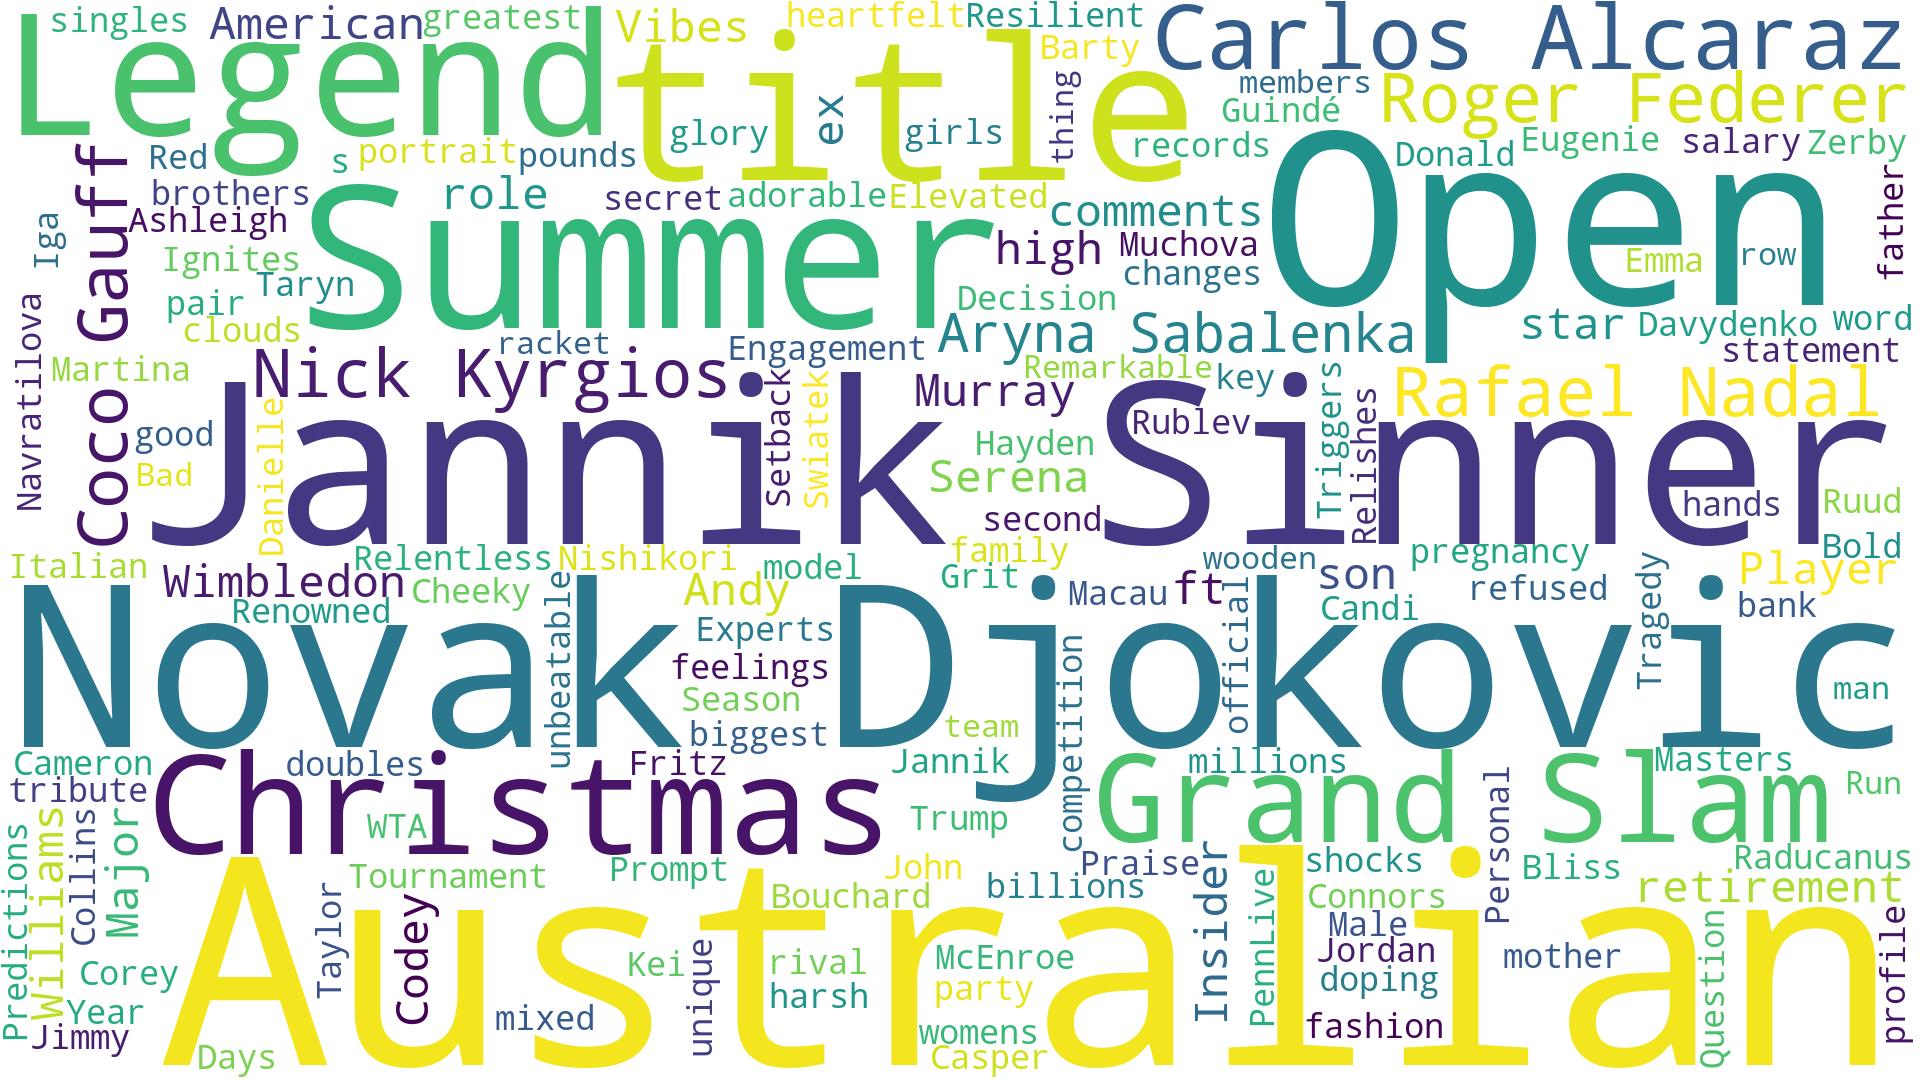 singles
American
greatest
Vibes
heartfelt
Resilient
Carlos Alcaraz
Legend
title
Barty
members
thing
ex
glory
girls
Guindé
Roger Federer
records
Donald
Eugenie
salary
Zerby
Red
s
portrait
pounds
brothers
role
secret
adorable
Elevated
comments
Open
father
Coco Gauff
Iga
Ashleigh
Summer
high
Muchova
Emma
row
Ignites
Taryn
changes
pair
Decision
clouds
racket
Engagement
Aryna Sabalenka
star
Davydenko
word
statement
Navratilova
Martina
Nick Kyrgios
Setback
Swiatek
Murray
Remarkable
key
Triggers
Relishes
Rafael Nadal
good
Bad
Danielle
Jannik Sinner
Rublev
Hayden
Serena
second
hands
Ruud
Italian
Relentless
Nishikori
family
wooden
pregnancy
Bold
Wimbledon
Cheeky
model
Grit
Macau
ft
son
refused
Player
Renowned
Andy
Candi
bank
Tragedy
official
unbeatable
Novak Djokovic
Experts
feelings
Season
biggest
team
competition
man
Cameron
doubles
Fritz
Jannik
millions
Masters
Run
tribute
Christmas
Grand Slam
Personal
WTA
Trump
Predictions
Williams
Collins
Major
Tournament
Prompt
John
Praise
Insider
shocks
Bliss
Raducanus
Taylor
Codey
Bouchard
billions
PennLive
Connors
retirement
Male
Australian
Corey
Kei
unique
rival
McEnroe
Jordan
mother
Question
profile
harsh
party
doping
Year
Jimmy
mixed
womens
fashion
Days
Casper